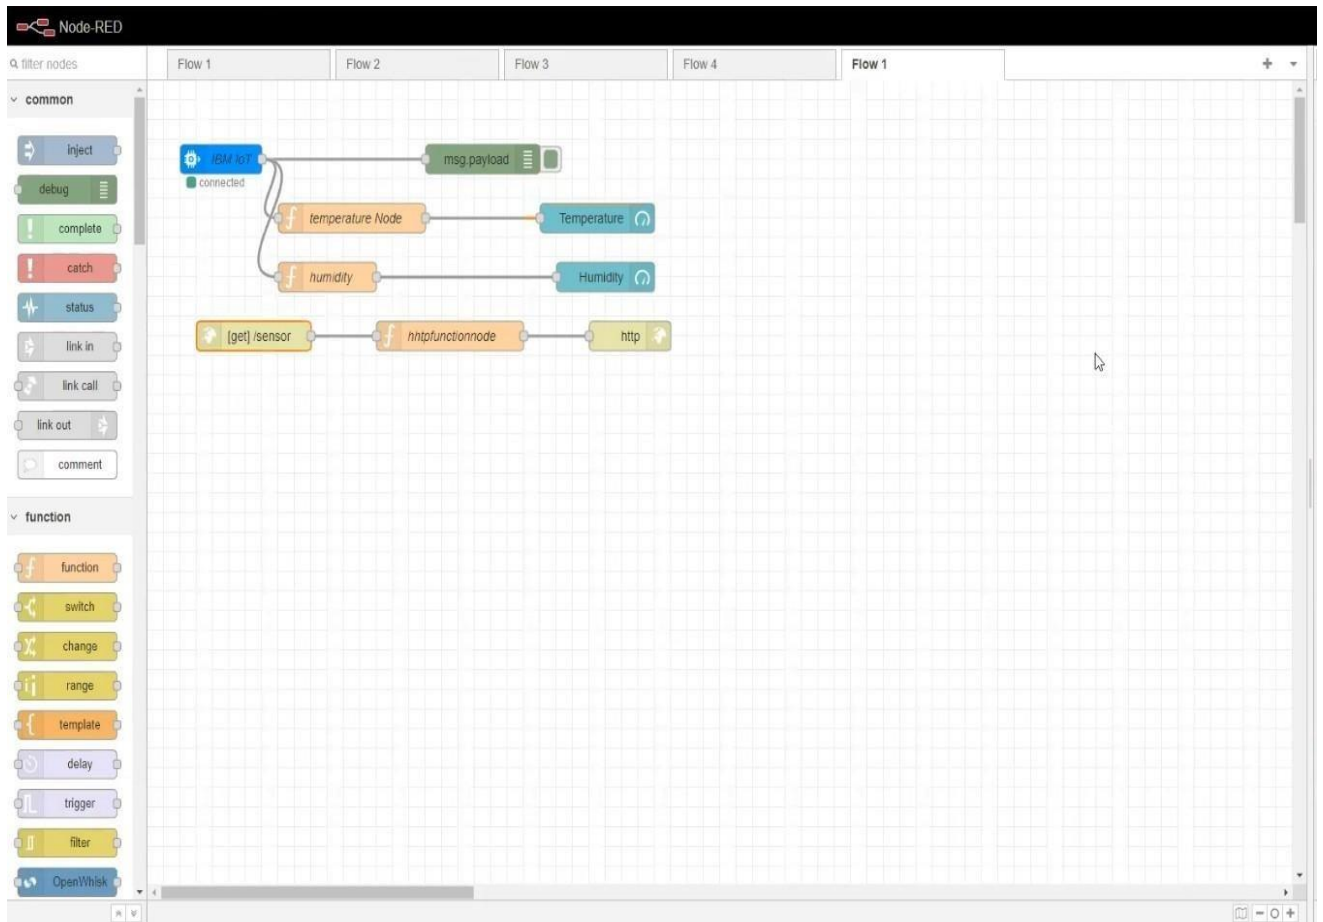 Node-RED
filter nodes
Flow 1
Flow 2
Flow 3
Flow 4
Flow 1
common
inject
debug
complete
catch
status
link in
link call
link out
comment
function
function
switch
change
range
template
delay
trigger
filter
OpenWhisk
IBM IoT
connected
msg.payload
temperature Node
Temperature
humidity
Humidity
[get] /sensor
hhtpfunctionnode
http